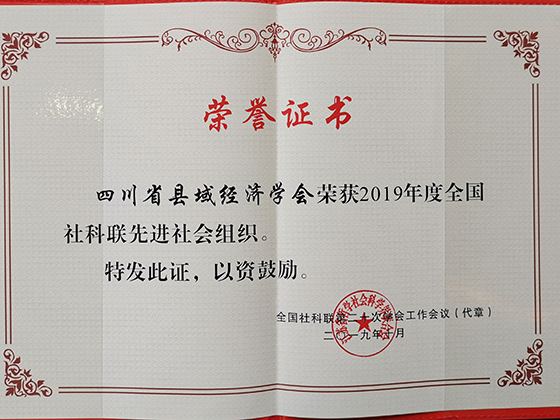 荣誉证书
四川省县域经济学会荣获2019年度全国
社科联先进社会组织。
特发此证，以资鼓励。
全国社科联第二十次学会工作会议（代章）
二〇一九年十月